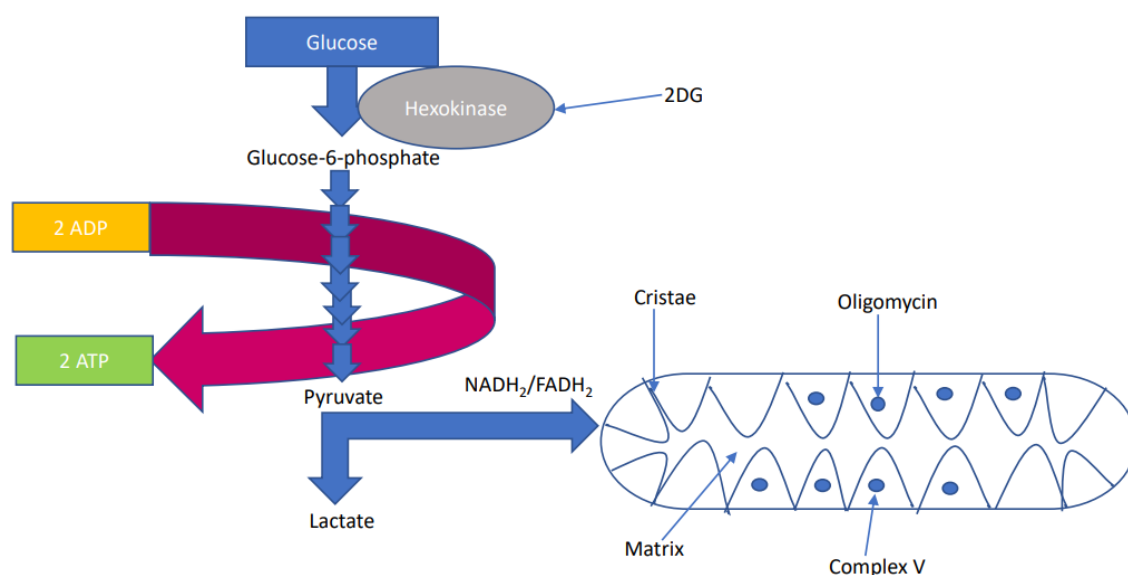 Glucose
Hexokinase
2DG
Glucose-6-phosphate
2 ADP
Cristae
Oligomycin
2 ATP
NADH₂/FADH₂
Pyruvate
Lactate
Matrix
Complex V